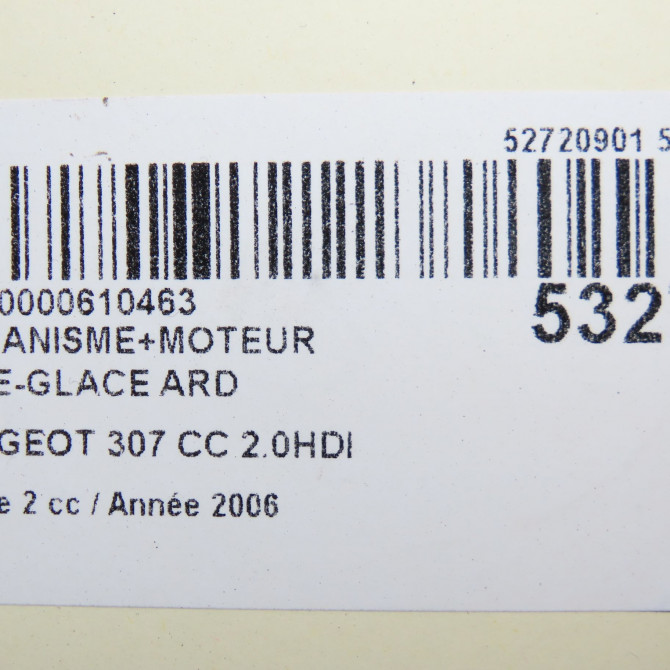 52720901 5
0000610463
532
ANISME+MOTEUR
E-GLACE ARD
GEOT 307 CC 2.0HDI
e 2 cc / Année 2006